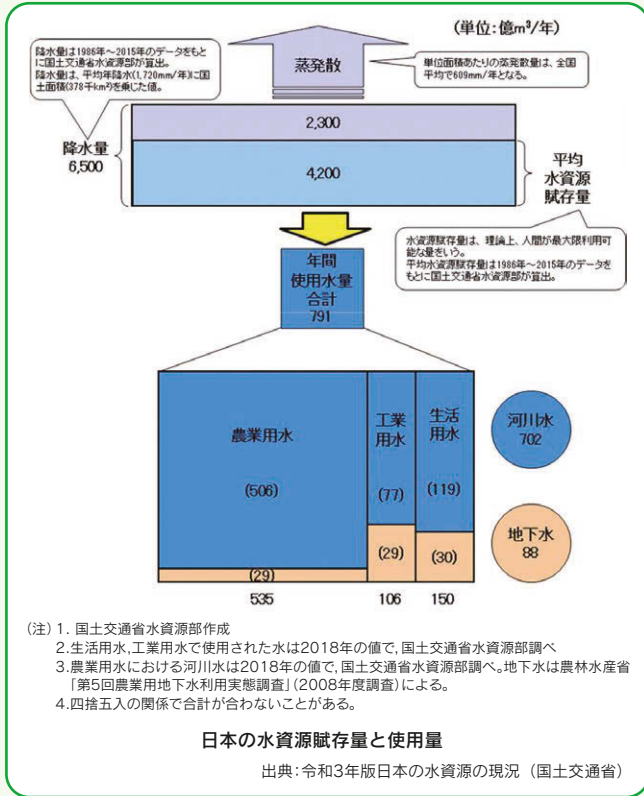 (単位:億m³/年)
降水量は1986年～2015年のデータをもと
に国土交通省水資源部が算出。
降水量は、平均年降水(1,720mm/年)に国
土面積(378千km²)を乗じた値。
蒸発散
単位面積あたりの蒸発散量は、全国
平均で609mm/年となる。
2,300
降水量
6,500
4,200
平均
水資源
賦存量
水資源賦存量は、理論上、人間が最大限利用可
能な量をいう。
平均水資源賦存量は1986年～2015年のデータを
もとに国土交通省水資源部が算出。
年間
使用水量
合計
791
農業用水
(506)
(29)
535
工業
用水
(77)
(29)
106
生活
用水
(119)
(30)
150
河川水
702
地下水
88
(注) 1. 国土交通省水資源部作成
2.生活用水,工業用水で使用された水は2018年の値で,国土交通省水資源部調べ
3.農業用水における河川水は2018年の値で,国土交通省水資源部調べ。地下水は農林水産省
「第5回農業用地下水利用実態調査」(2008年度調査)による。
4.四捨五入の関係で合計が合わないことがある。
日本の水資源賦存量と使用量
出典:令和3年版日本の水資源の現況（国土交通省）